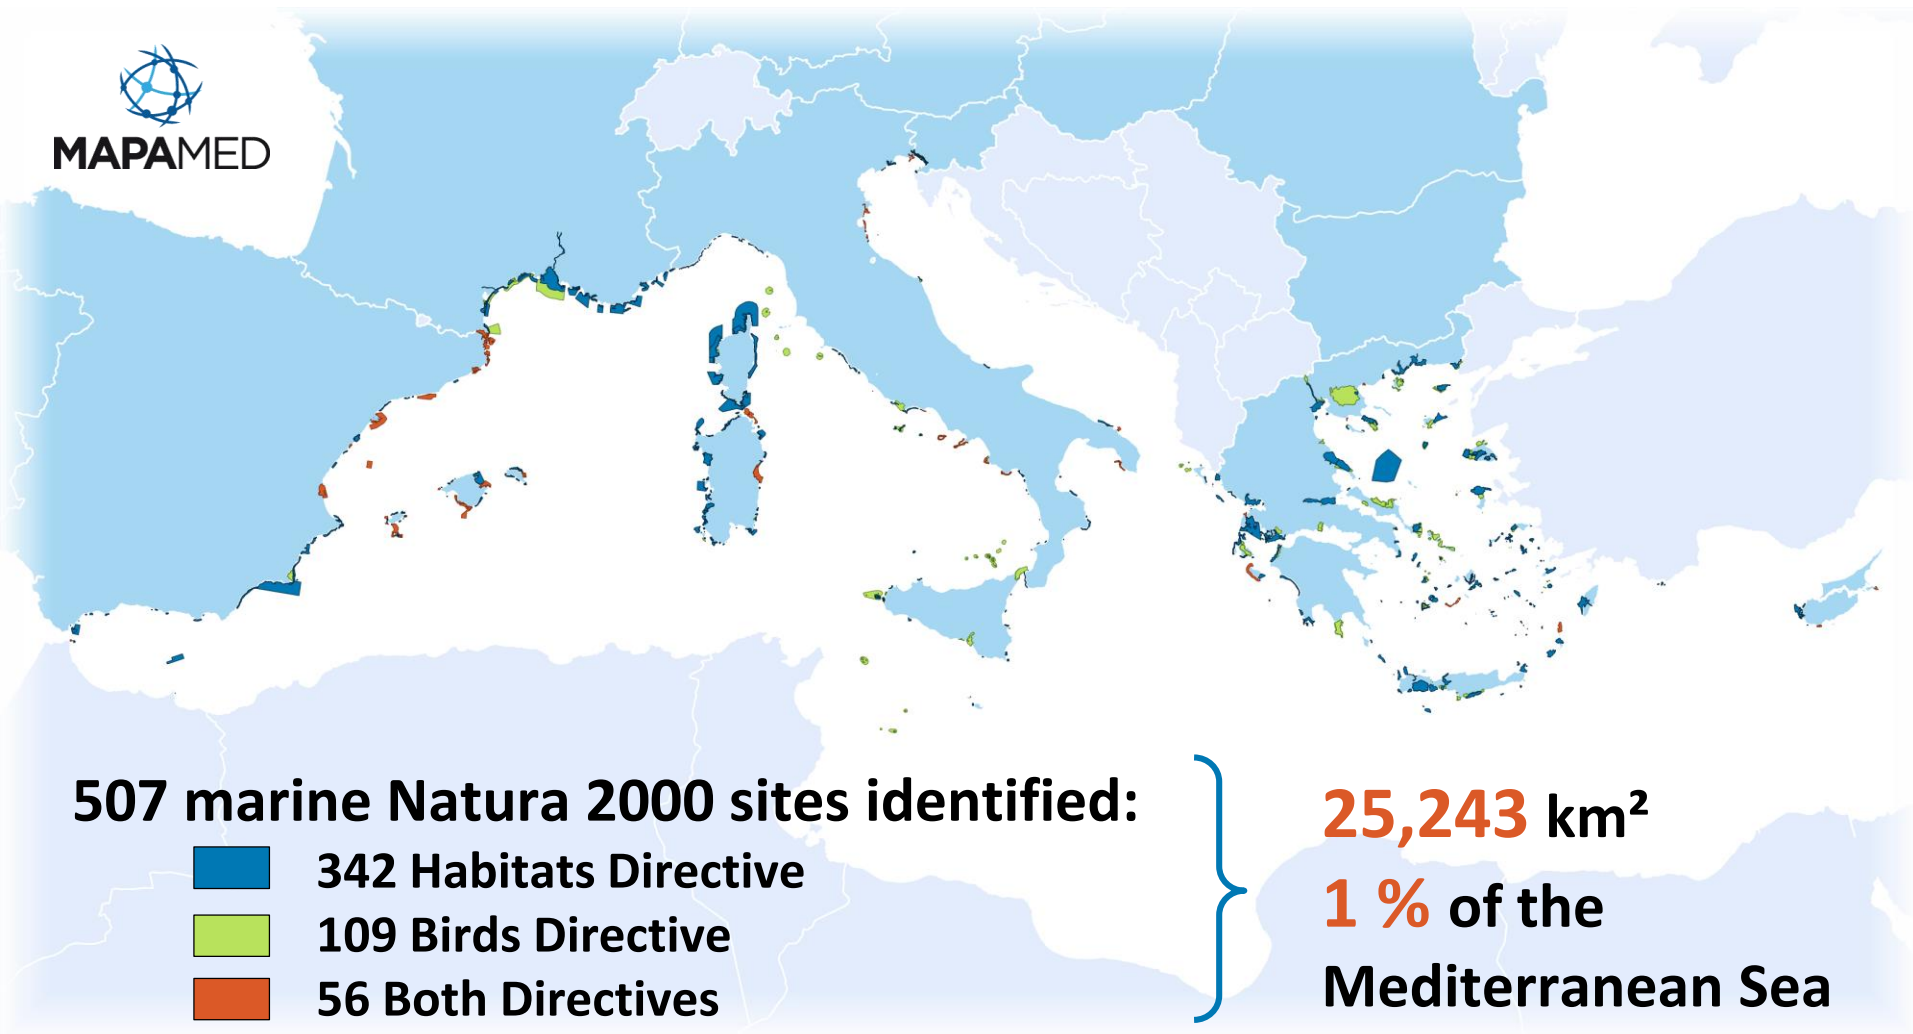 MAPAMED
507 marine Natura 2000 sites identified:
342 Habitats Directive
109 Birds Directive
56 Both Directives
25,243 km²
1 % of the
Mediterranean Sea